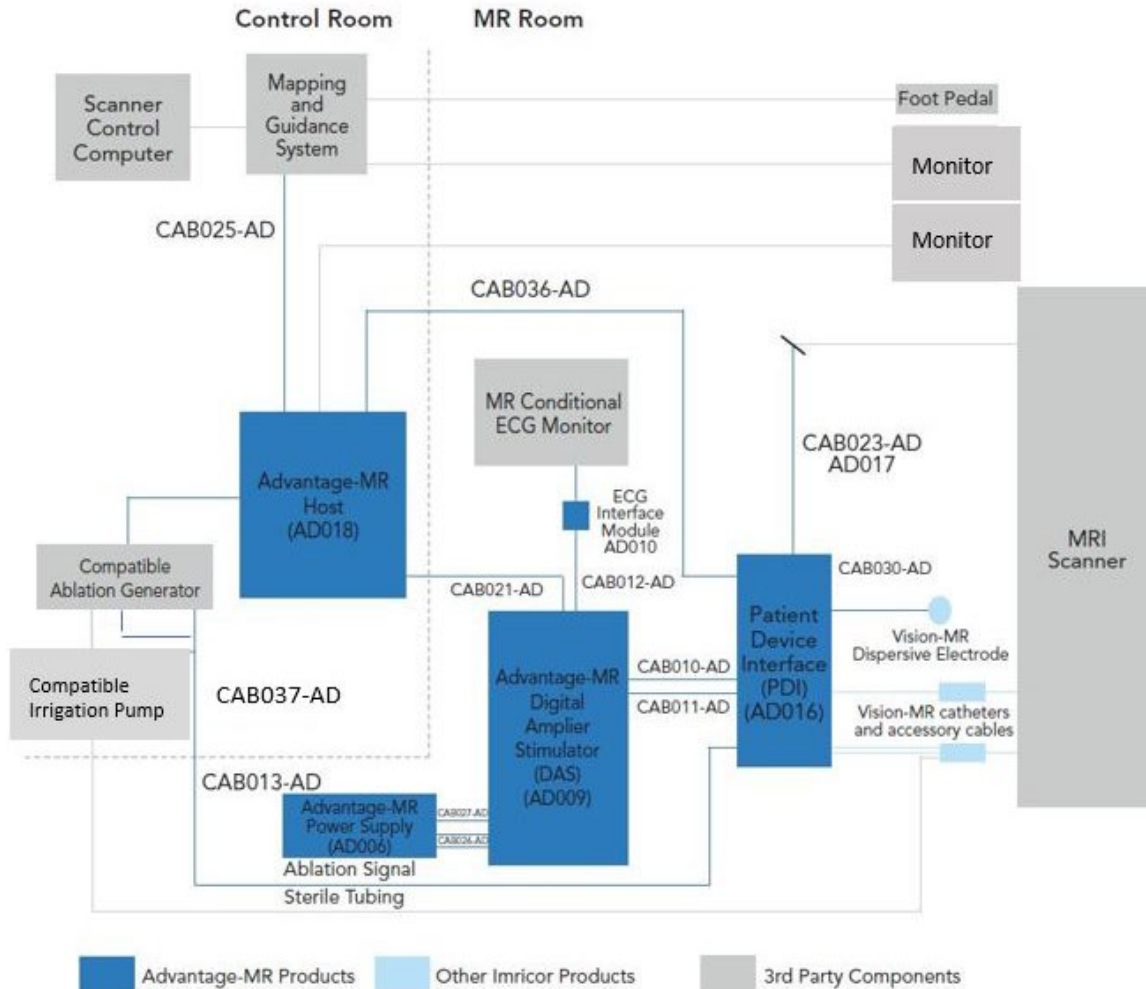 Control Room
MR Room
Scanner
Control
Computer
Mapping
and
Guidance
System
Foot Pedal
Monitor
Monitor
CAB025-AD
CAB036-AD
MR Conditional
ECG Monitor
CAB023-AD
AD017
Advantage-MR
Host
(AD018)
ECG
Interface
Module
AD010
MRI
Scanner
Compatible
Ablation Generator
CAB021-AD
CAB012-AD
CAB030-AD
Patient
Device
Interface
(PDI)
(AD016)
Vision-MR
Dispersive Electrode
Compatible
Irrigation Pump
CAB037-AD
Advantage-MR
Digital
Amplier
Stimulator
(DAS)
(AD009)
CAB010-AD
CAB011-AD
Vision-MR catheters
and accessory cables
CAB013-AD
Advantage-MR
Power Supply
(AD006)
CAB027-AD
CAB026-AD
Ablation Signal
Sterile Tubing
Advantage-MR Products
Other Imricor Products
3rd Party Components